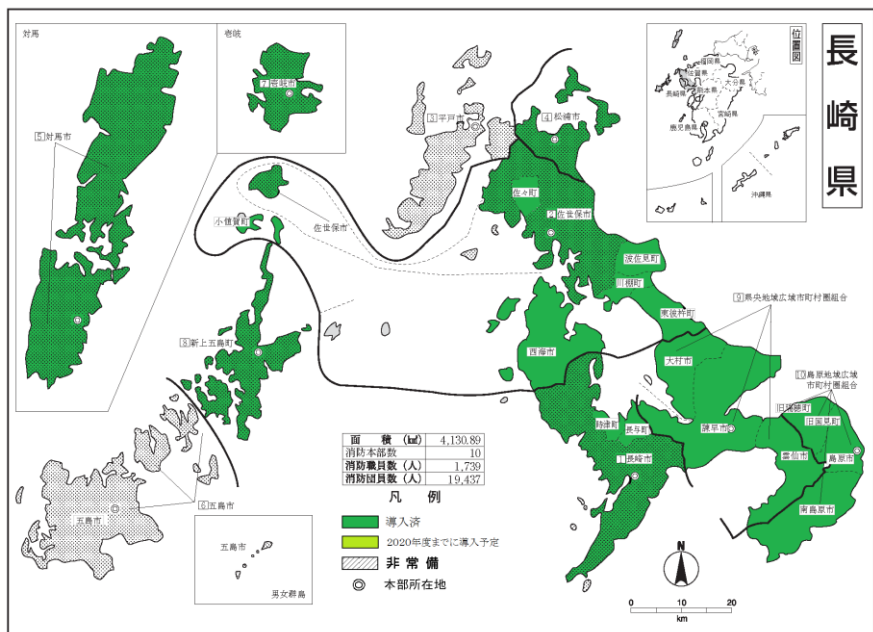 長崎県
対馬
壱岐
位置図
福岡県
佐賀県
大分県
長崎県
熊本県
宮崎県
鹿児島県
沖縄県
7壱岐市
3平戸市
4松浦市
5対馬市
佐々町
小値賀町
佐世保市
2佐世保市
波佐見町
川棚町
東彼杵町
9県央地域広域市町村圏組合
8新上五島町
西海市
大村市
10島原地域広域
市町村圏組合
旧瑞穂町
旧国見町
時津町
長与町
諫早市
雲仙市
島原市
1長崎市
南島原市
五島市
6五島市
五島市
男女群島
面 積 (㎢) 4,130.89
消防本部数 10
消防職員数 (人) 1,739
消防団員数 (人) 19,437
凡 例
導入済
2020年度までに導入予定
非常備
本部所在地
N
0 10 20
km